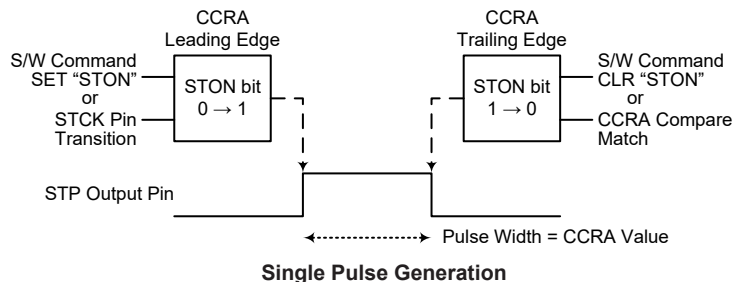 CCRA
Leading Edge
S/W Command
SET “STON”
or
STCK Pin
Transition
STON bit
0 → 1
CCRA
Trailing Edge
STON bit
1 → 0
S/W Command
CLR “STON”
or
CCRA Compare
Match
STP Output Pin
Pulse Width = CCRA Value
Single Pulse Generation